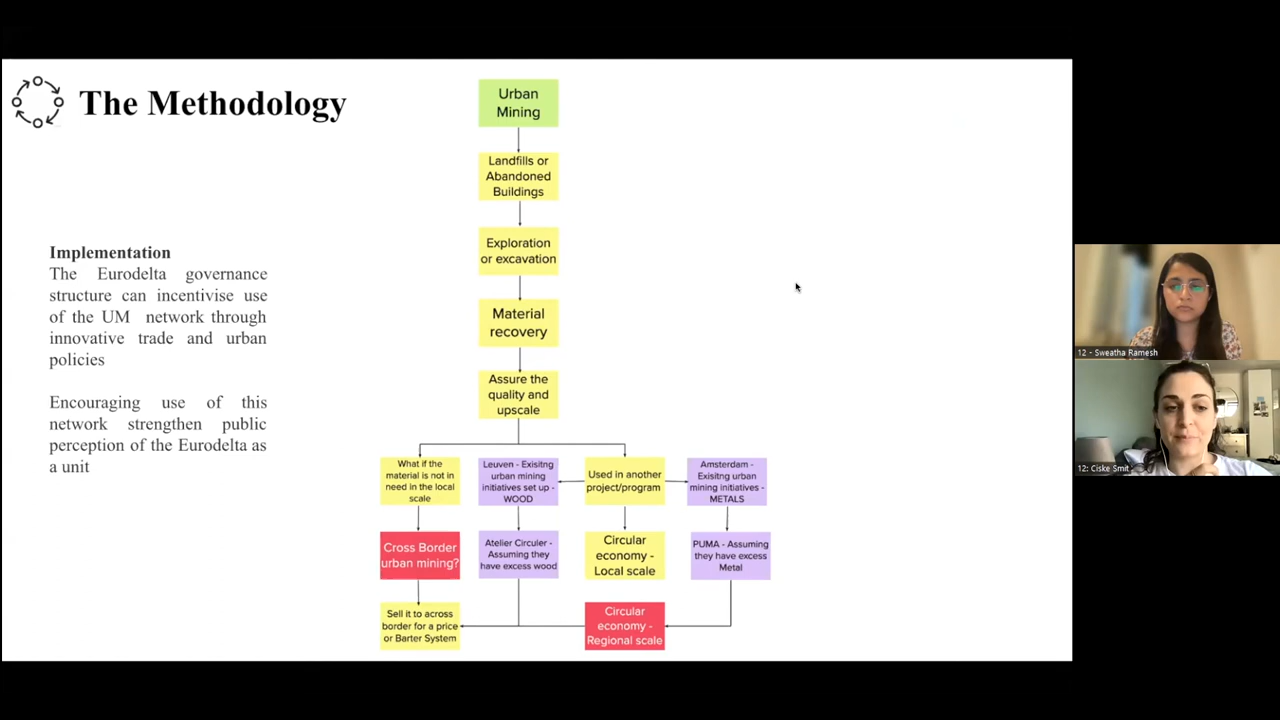 The Methodology
Implementation
The Eurodelta governance
structure can incentivise use
of the UM network through
innovative trade and urban
policies
Encouraging use of this
network strengthen public
perception of the Eurodelta as
a unit
Urban
Mining
Landfills or
Abandoned
Buildings
Exploration
or excavation
Material
recovery
Assure the
quality and
upscale
What if the
material is not in
need in the local
scale
Leuven - Exisitng
urban mining
initiatives set up -
WOOD
Used in another
project/program
Amsterdam -
Exisiting urban
mining initiatives -
METALS
Cross Border
urban mining?
Atelier Circuler -
Assuming they
have excess wood
Circular
economy -
Local scale
PUMA - Assuming
they have excess
Metal
Sell it to across
border for a price
or Barter System
Circular
economy -
Regional scale
12 - Sweatha Ramesh
12: Ciske Smit